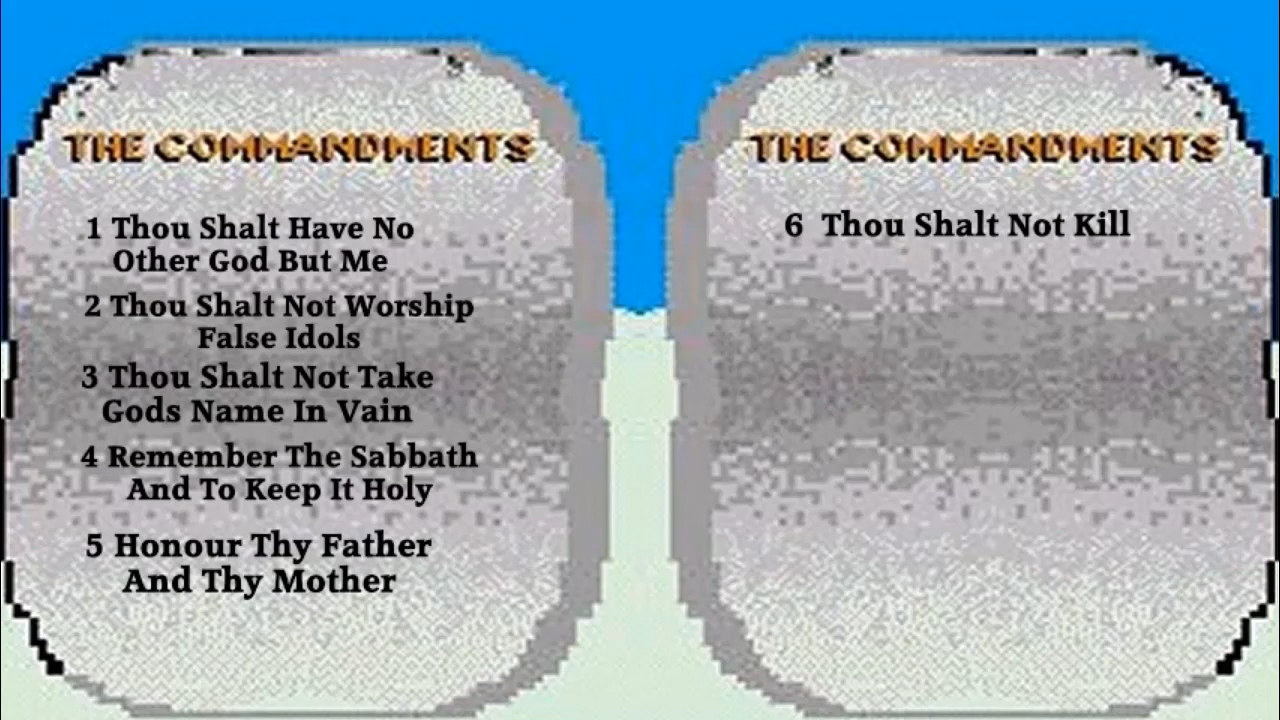 THE COMMANDMENTS
1 Thou Shalt Have No
Other God But Me
2 Thou Shalt Not Worship
False Idols
3 Thou Shalt Not Take
Gods Name In Vain
4 Remember The Sabbath
And To Keep It Holy
5 Honour Thy Father
And Thy Mother
THE COMMANDMENTS
6 Thou Shalt Not Kill